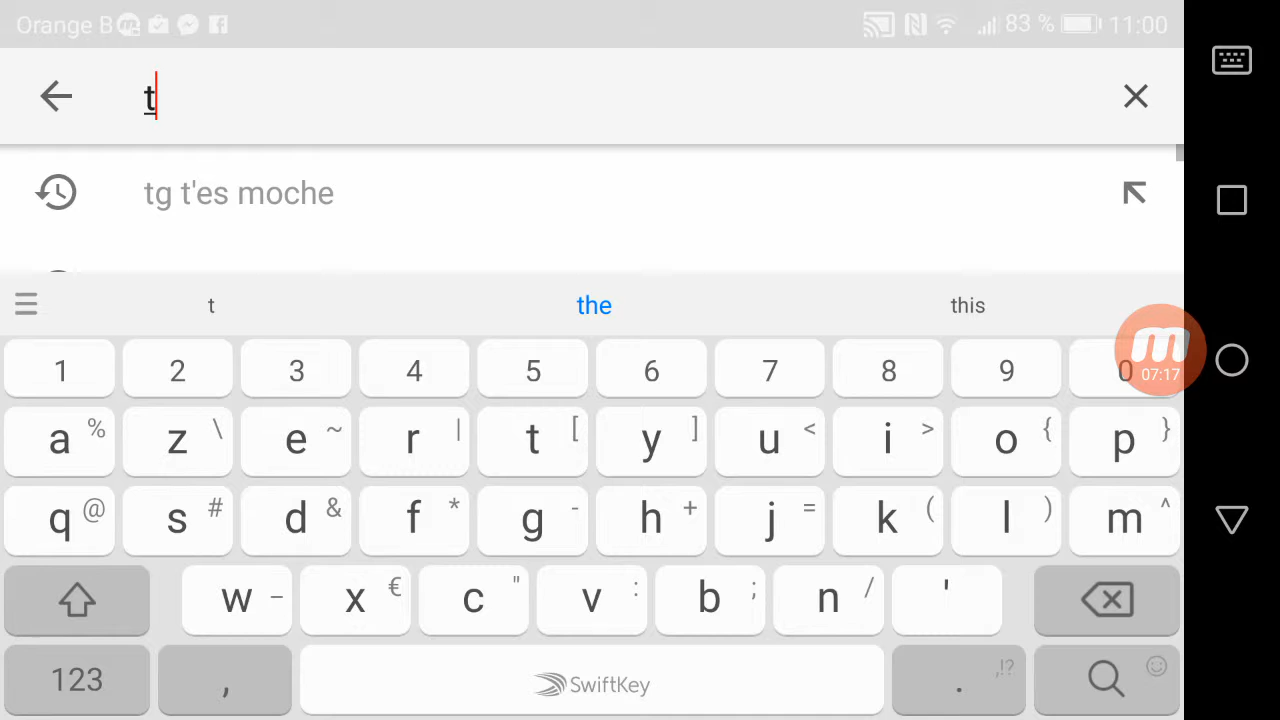 Orange B 83 % 11:00
t
tg t'es moche
t the this
1 2 3 4 5 6 7 8 9 0
07:17
a % z \ e ~ r | t [ y ] u < i > o { p }
q @ s # d & f * g - h + j = k ( l ) m ^
w _ x € c " v : b ; n / '
123 , SwiftKey . ,!?